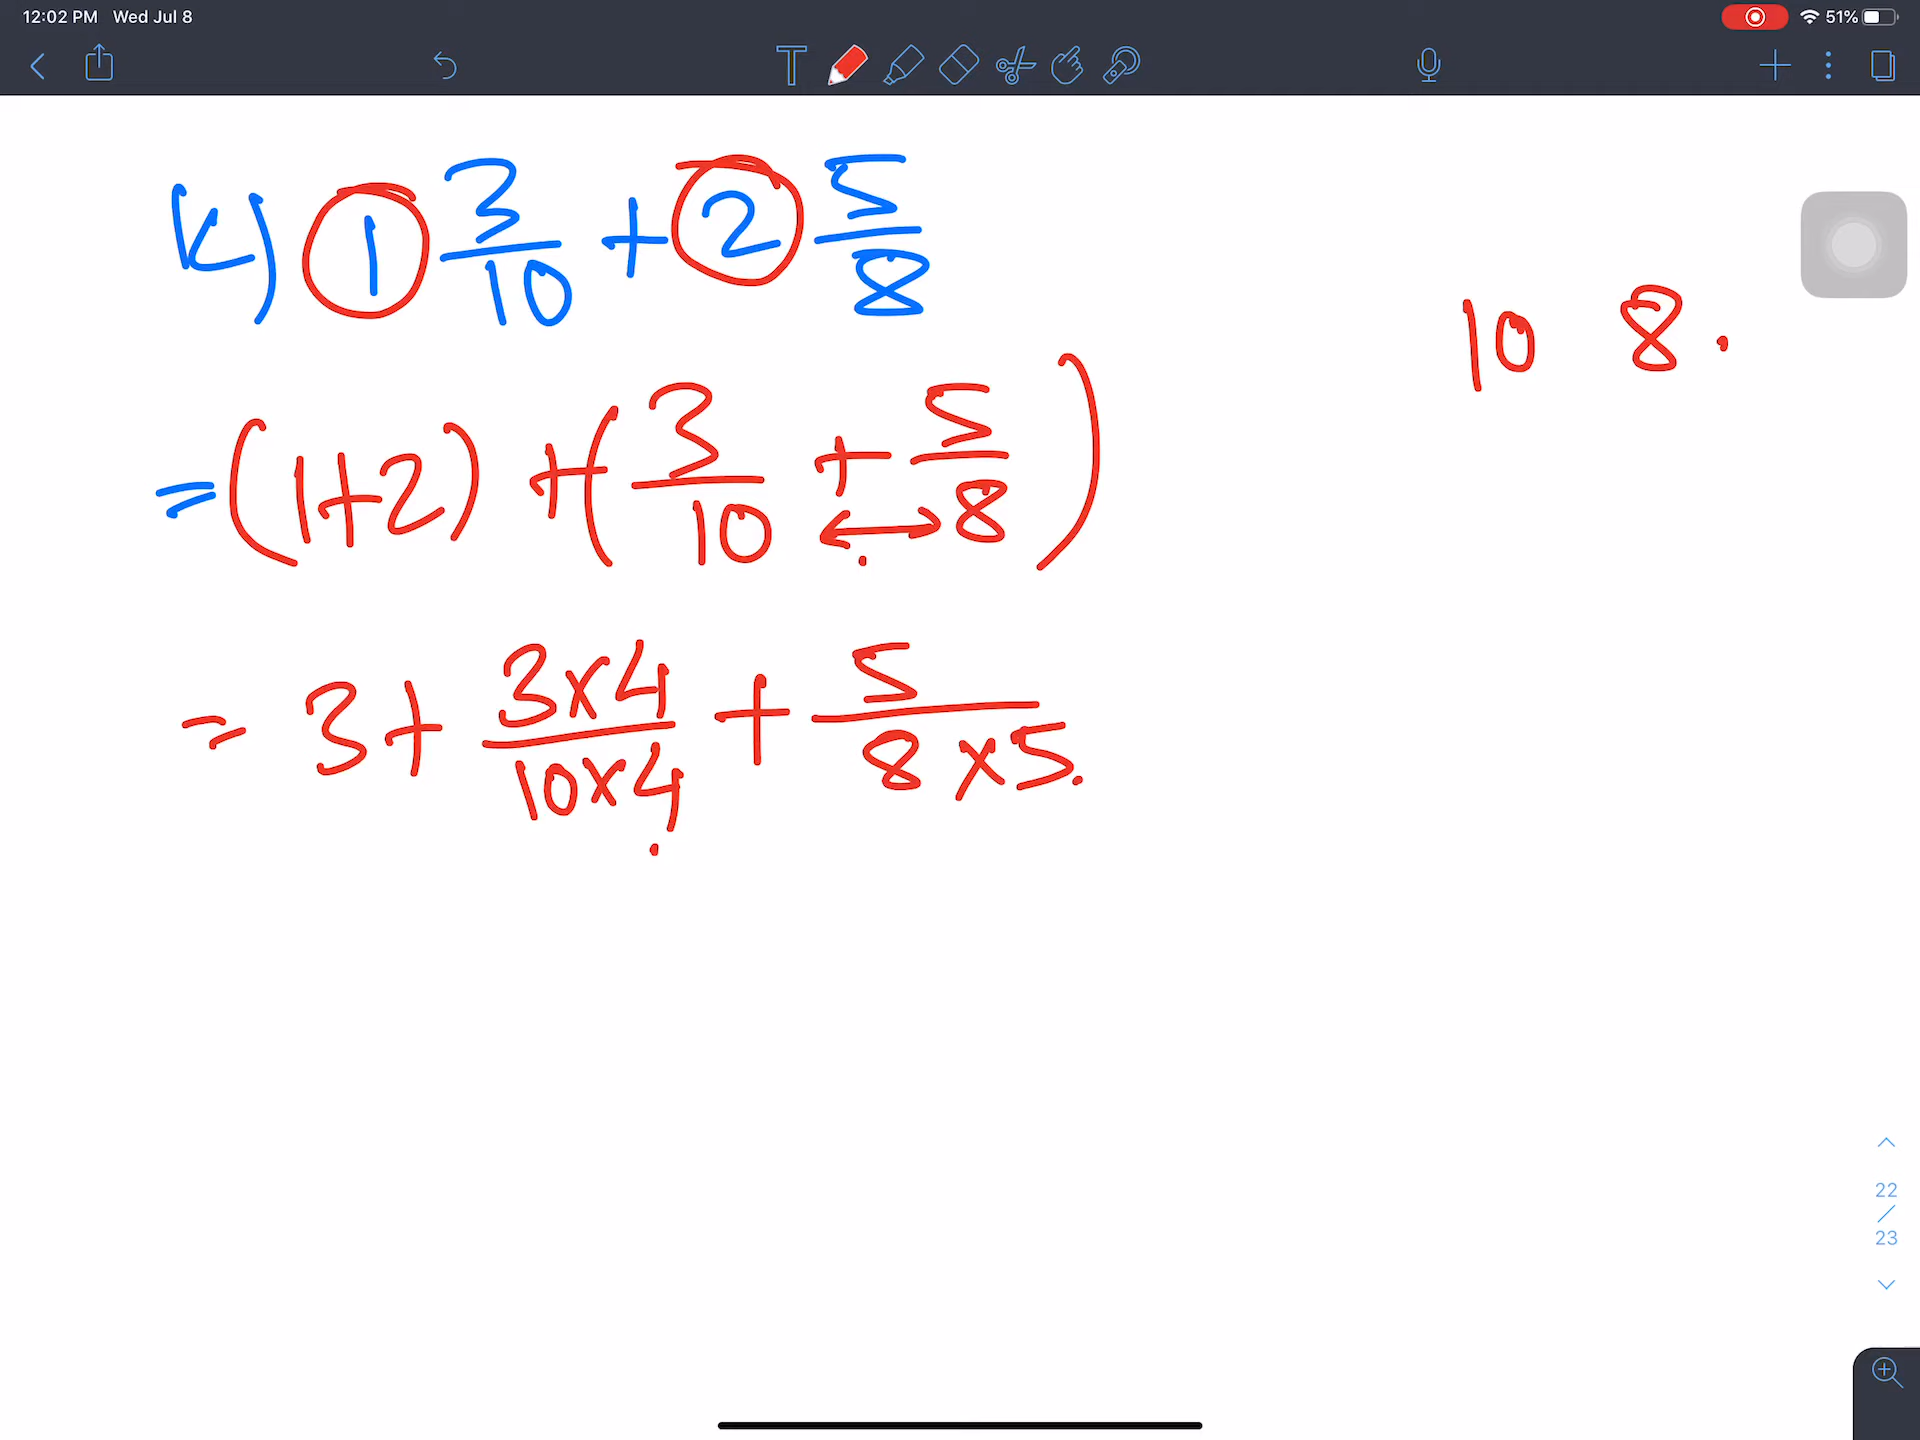 12:02 PM Wed Jul 8
51%
T
k) 1 3/10 + 2 5/8
10 8.
= (1+2) + (3/10 + 5/8)
= 3 + 3x4/10x4 + 5/8x5.
22
/
23